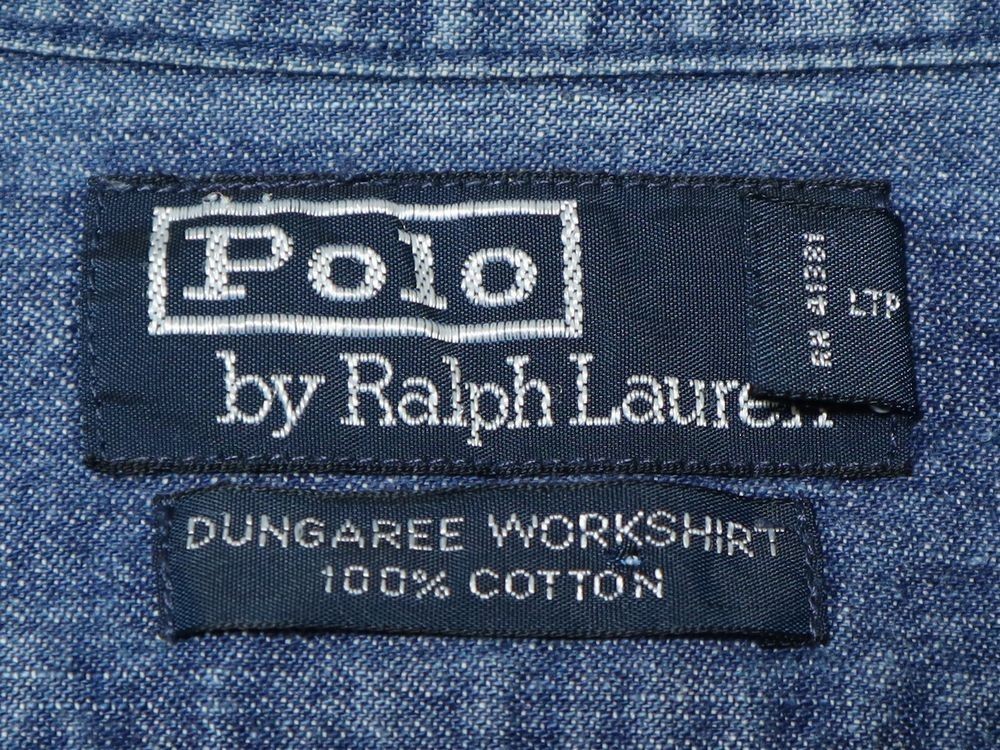 Polo
by Ralph Lauren
LTP
DUNGAREE WORKSHIRT
100% COTTON